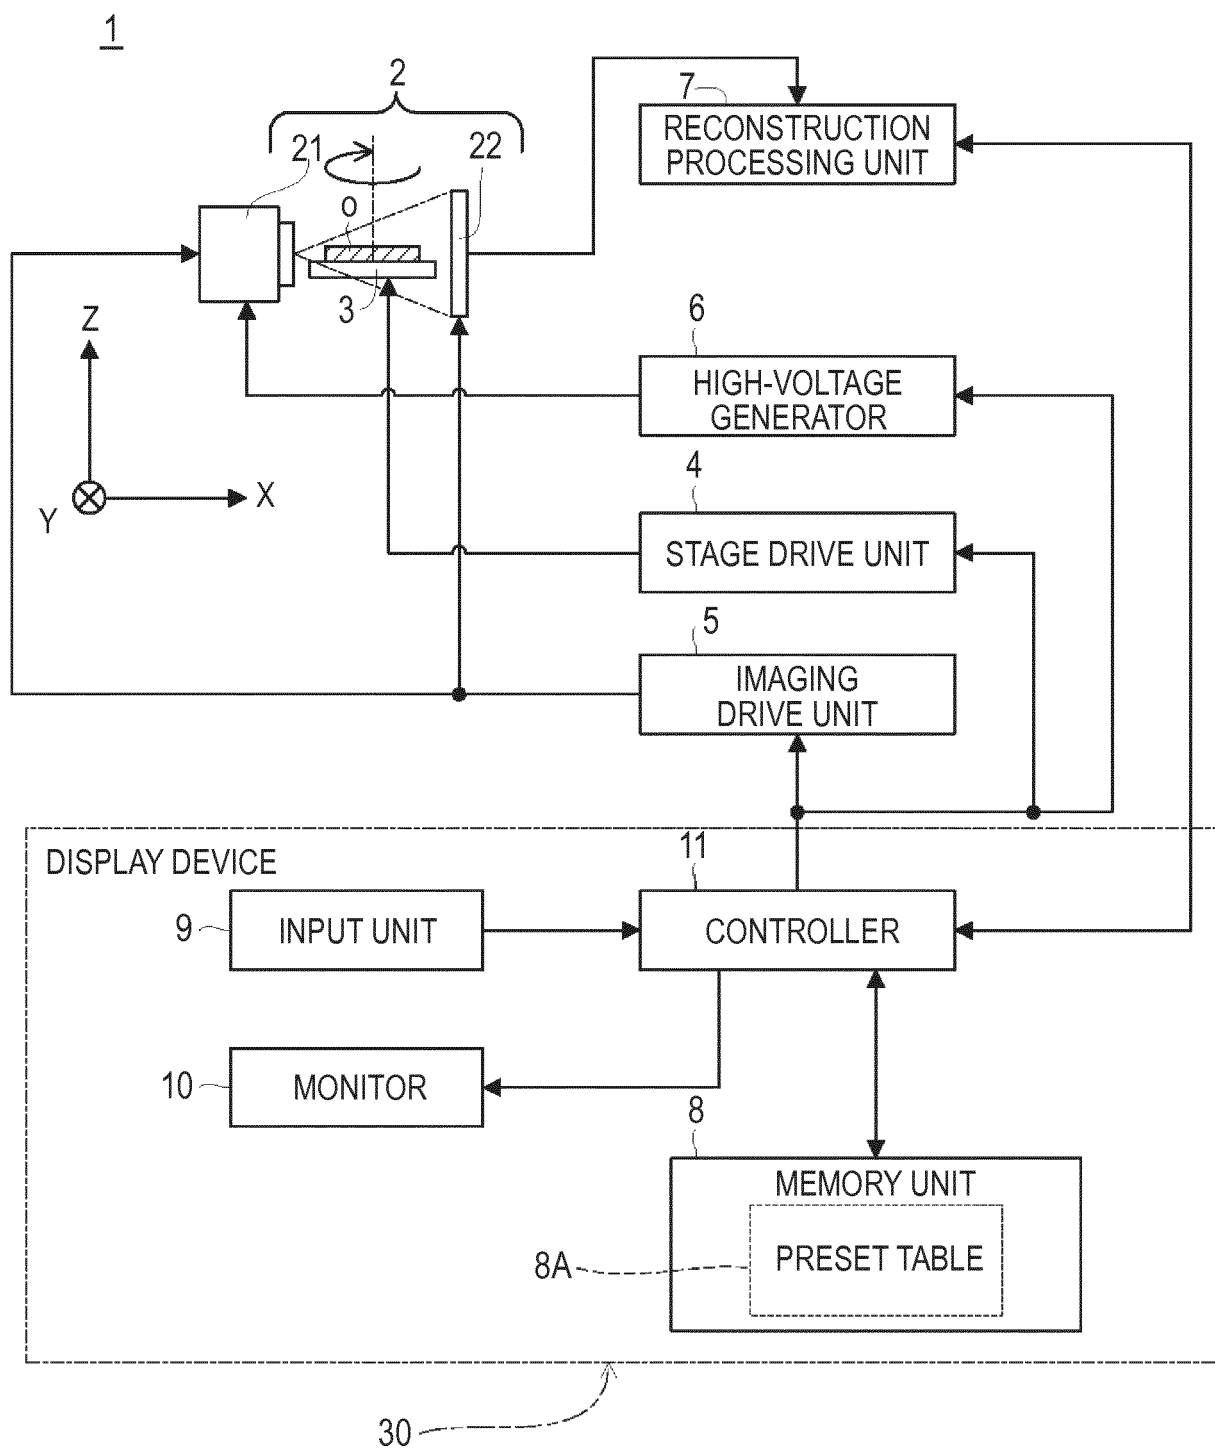 1
2
7
RECONSTRUCTION
PROCESSING UNIT
21
22
O
3
Z
6
HIGH-VOLTAGE
GENERATOR
X
Y
4
STAGE DRIVE UNIT
5
IMAGING
DRIVE UNIT
DISPLAY DEVICE
11
9
INPUT UNIT
CONTROLLER
10
MONITOR
8
MEMORY UNIT
8A
PRESET TABLE
30